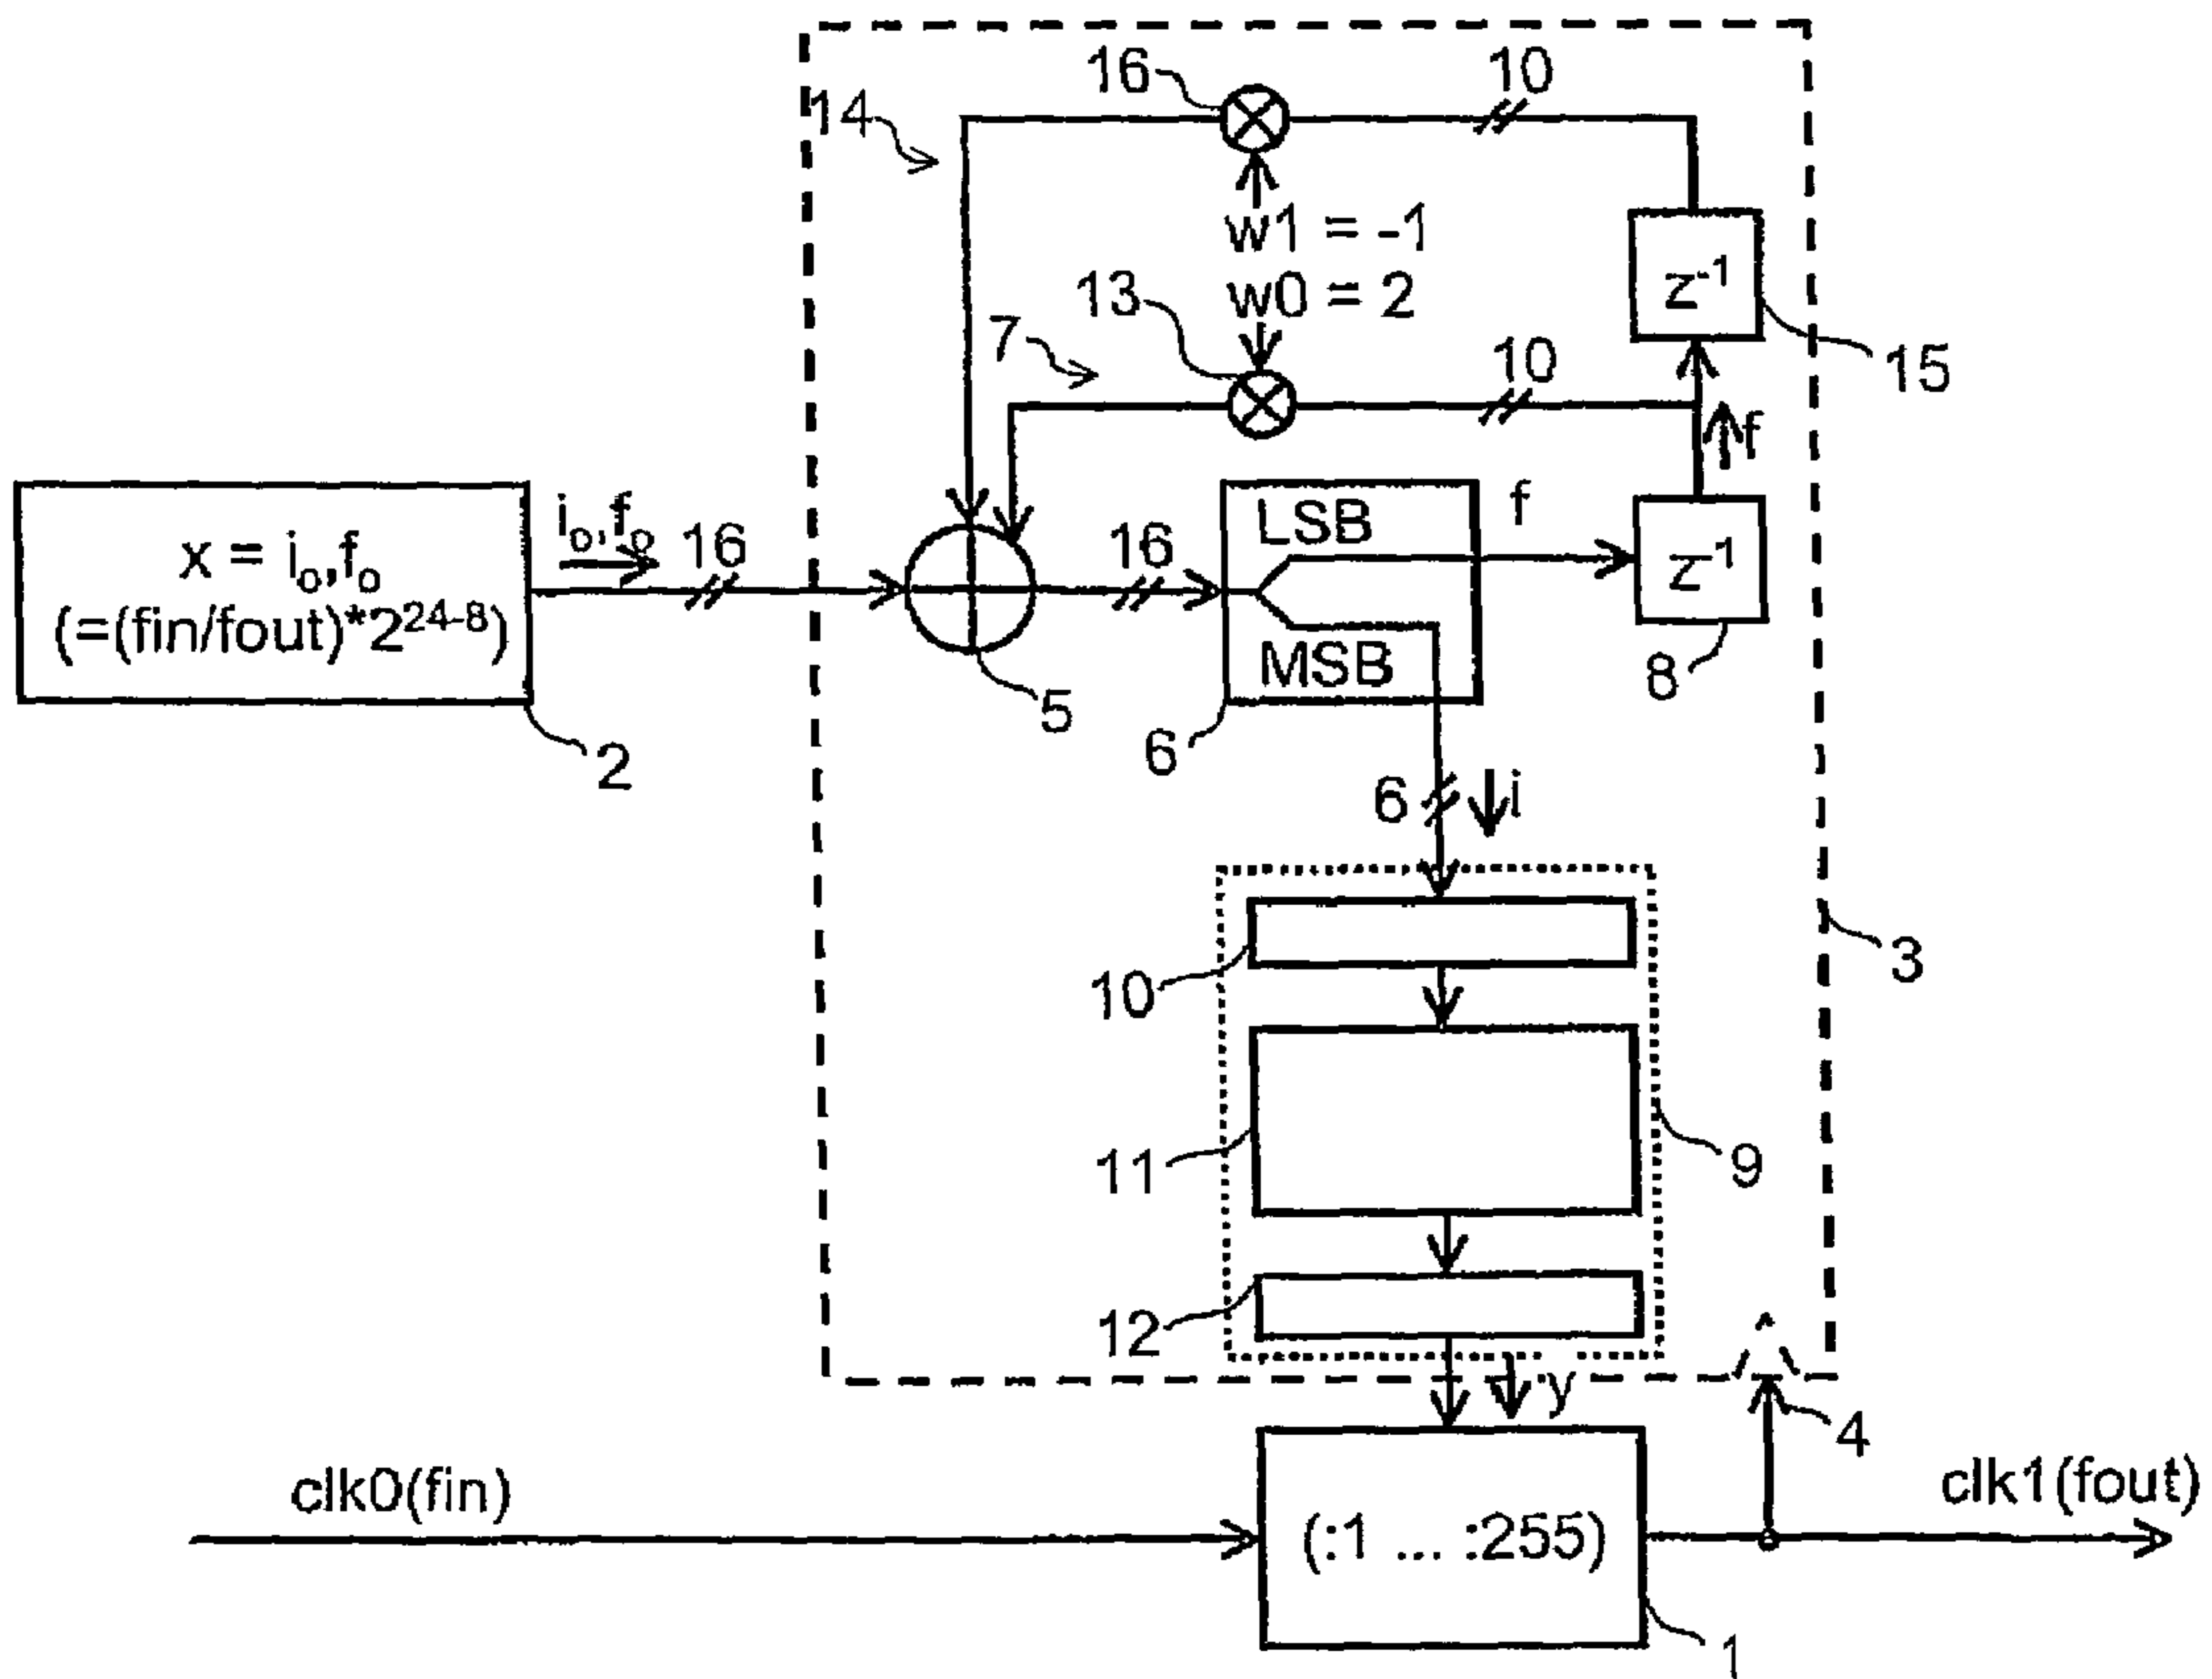 16
10
14
w1 = -1
z⁻¹
13
w0 = 2
7
10
15
f
x = iₒ,fₒ
(=(fin/fout)*2²⁴⁻⁸)
iₒ,fₒ
16
16
LSB
f
MSB
z⁻¹
5
6
8
2
6
i
10
3
11
9
12
y
4
clk0(fin)
(:1 ... :255)
clk1(fout)
1